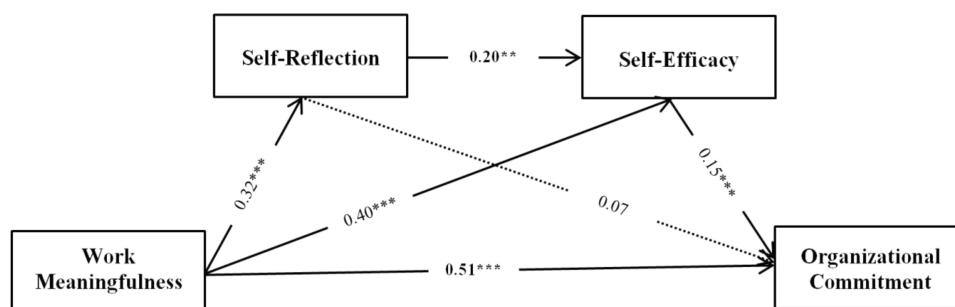 Self-Reflection
0.20**
Self-Efficacy
0.32***
0.40***
0.07
0.15***
Work
Meaningfulness
0.51***
Organizational
Commitment